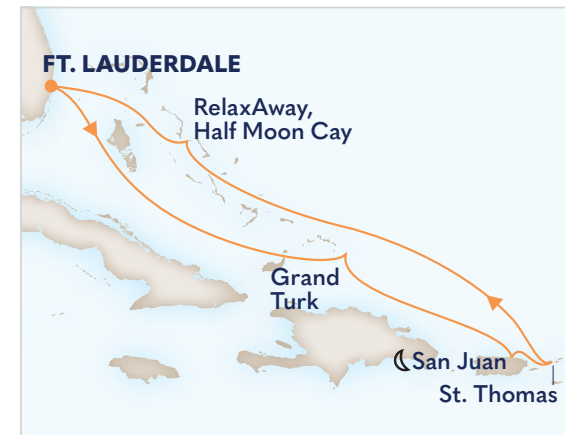 FT. LAUDERDALE
RelaxAway,
Half Moon Cay
Grand
Turk
San Juan
St. Thomas